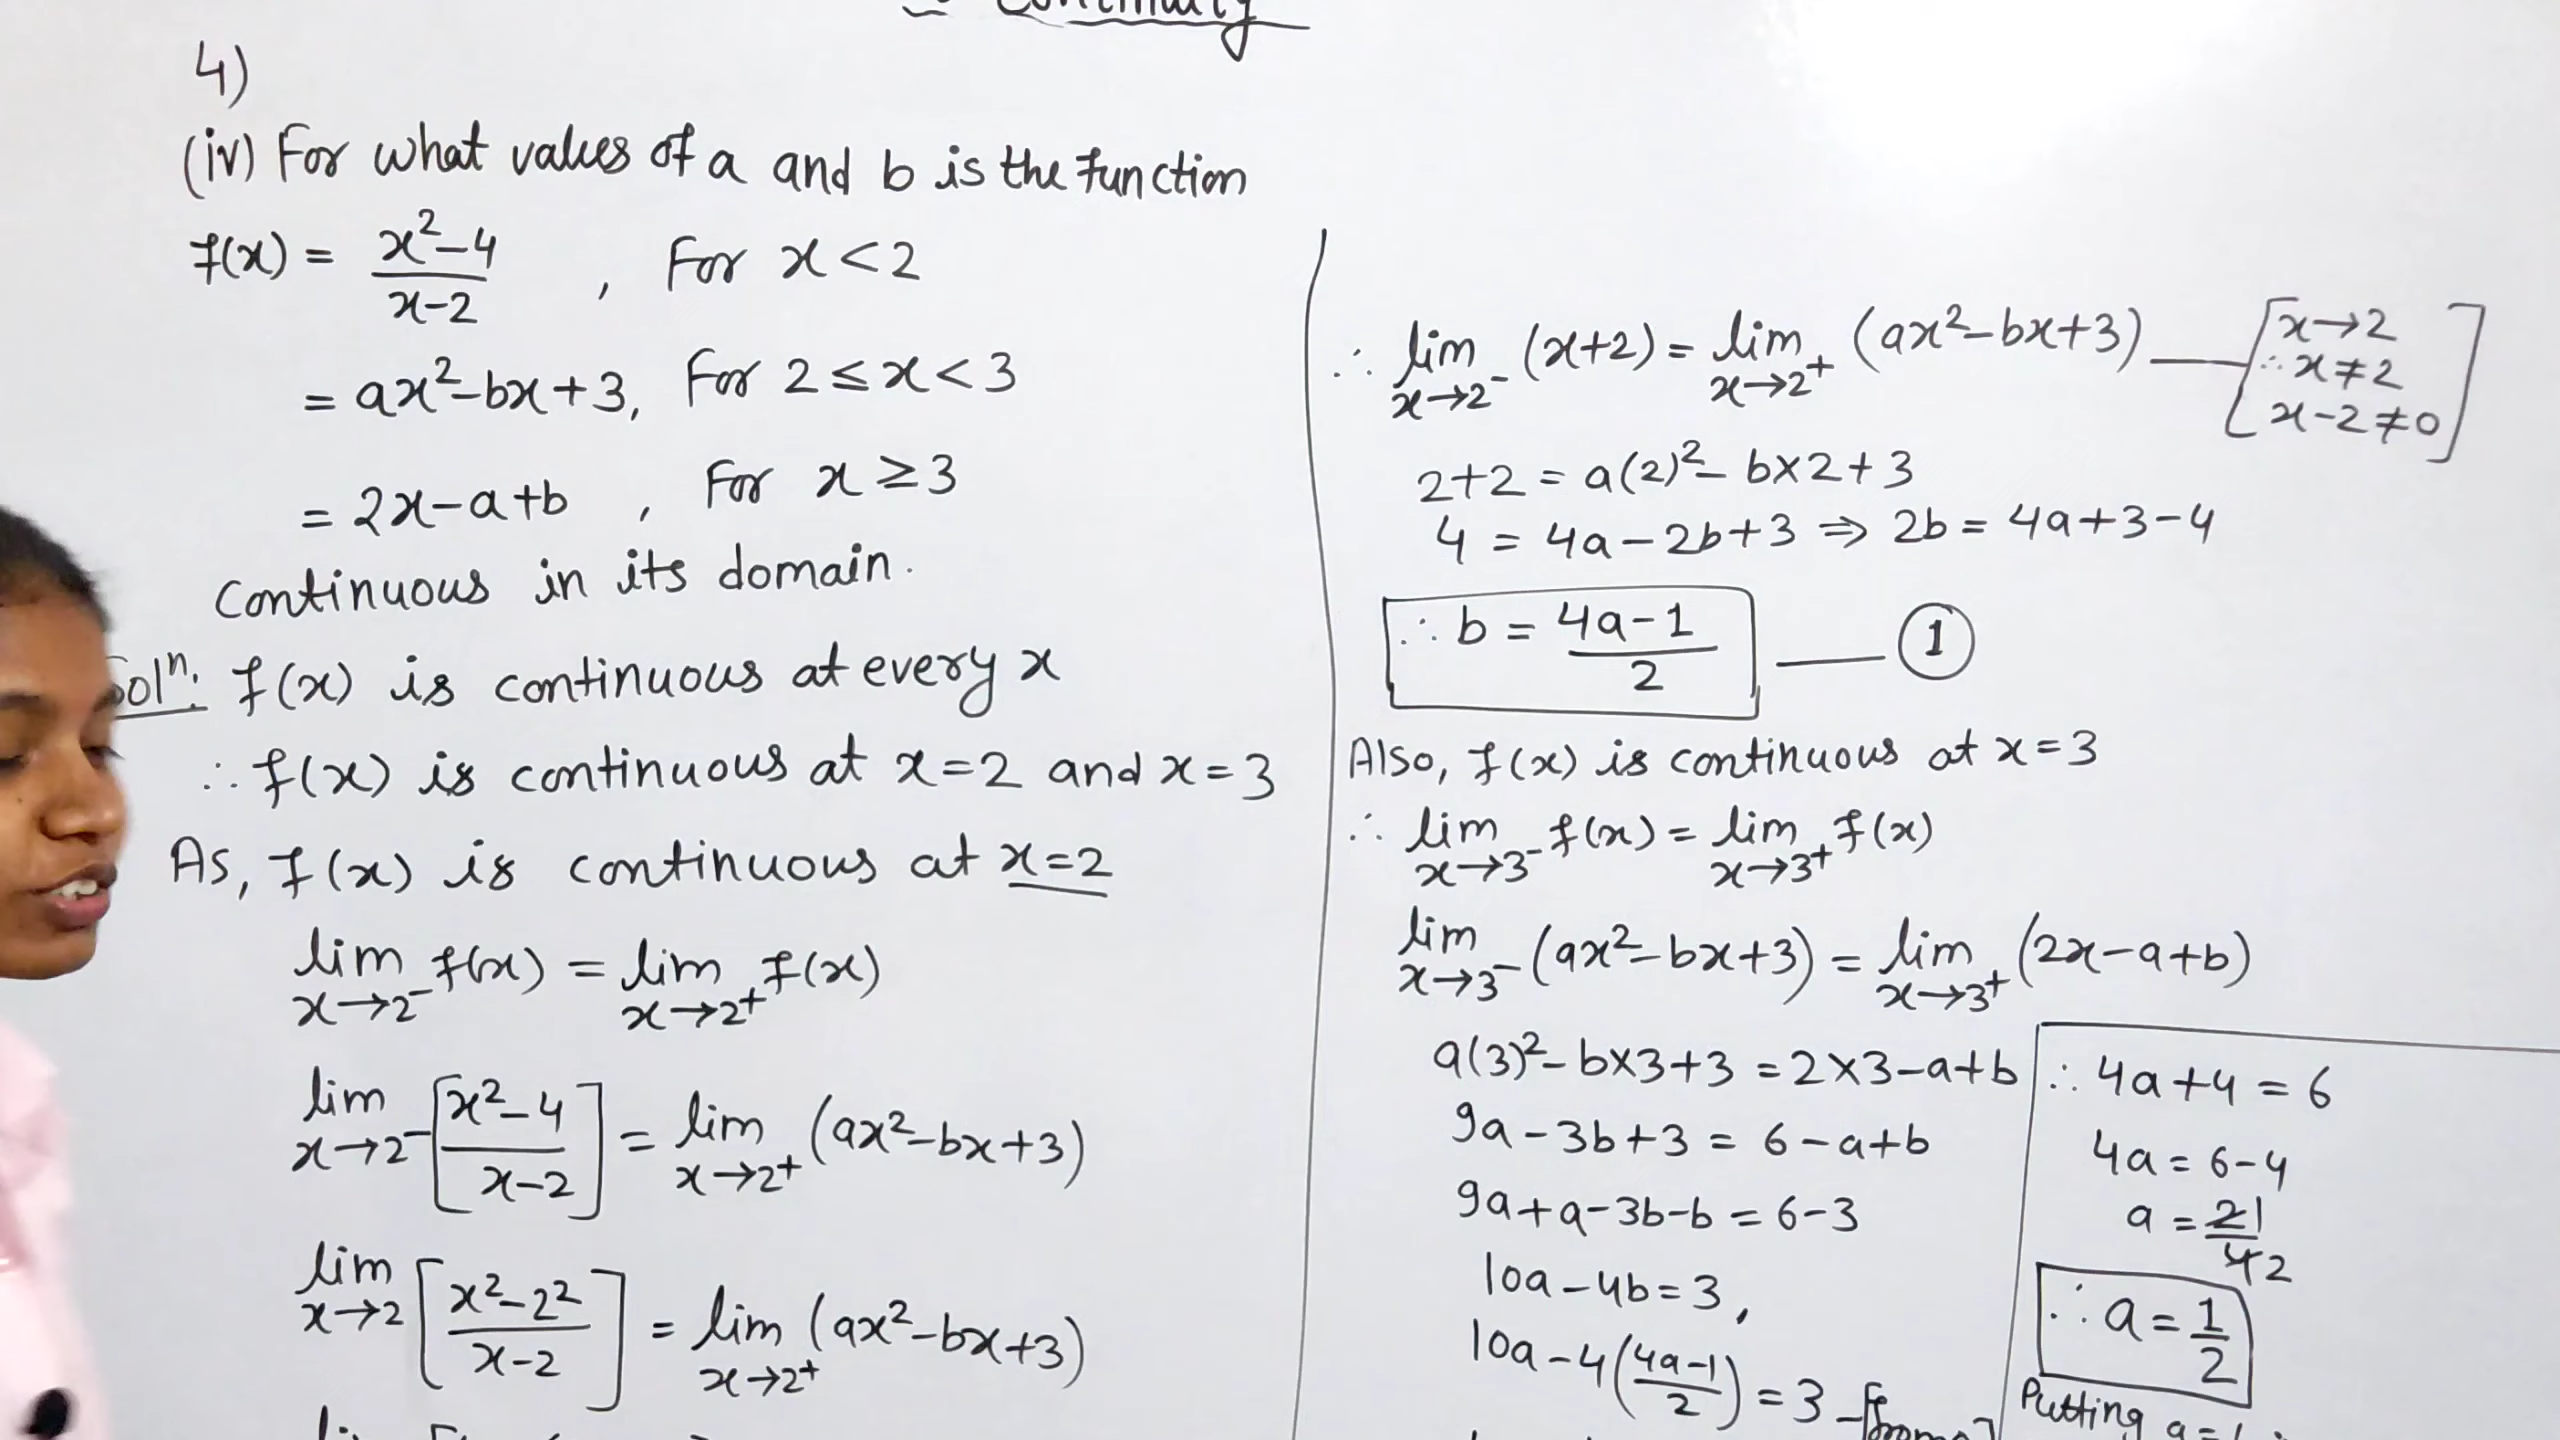 Continuity
4)
(iv) For what values of a and b is the function
f(x) = x²-4 / x-2 , For x < 2
= ax²-bx+3, For 2 ≤ x < 3
= 2x-a+b , For x ≥ 3
continuous in its domain.
Solⁿ: f(x) is continuous at every x
∴ f(x) is continuous at x=2 and x=3
As, f(x) is continuous at x=2
lim x→2⁻ f(x) = lim x→2⁺ f(x)
lim x→2⁻ [x²-4 / x-2] = lim x→2⁺ (ax²-bx+3)
lim x→2 [x²-2² / x-2] = lim x→2⁺ (ax²-bx+3)
∴ lim x→2⁻ (x+2) = lim x→2⁺ (ax²-bx+3) — [x→2
∴ x≠2
x-2≠0]
2+2 = a(2)²- b×2+3
4 = 4a-2b+3 ⇒ 2b = 4a+3-4
∴ b = 4a-1 / 2 — 1
Also, f(x) is continuous at x=3
∴ lim x→3⁻ f(x) = lim x→3⁺ f(x)
lim x→3⁻ (ax²-bx+3) = lim x→3⁺ (2x-a+b)
a(3)²- b×3+3 = 2×3-a+b
9a-3b+3 = 6-a+b
9a+a-3b-b = 6-3
10a-4b=3,
10a-4(4a-1 / 2) = 3 -
∴ 4a+4 = 6
4a = 6-4
a = 2 1 / 4 2
∴ a = 1/2
Putting